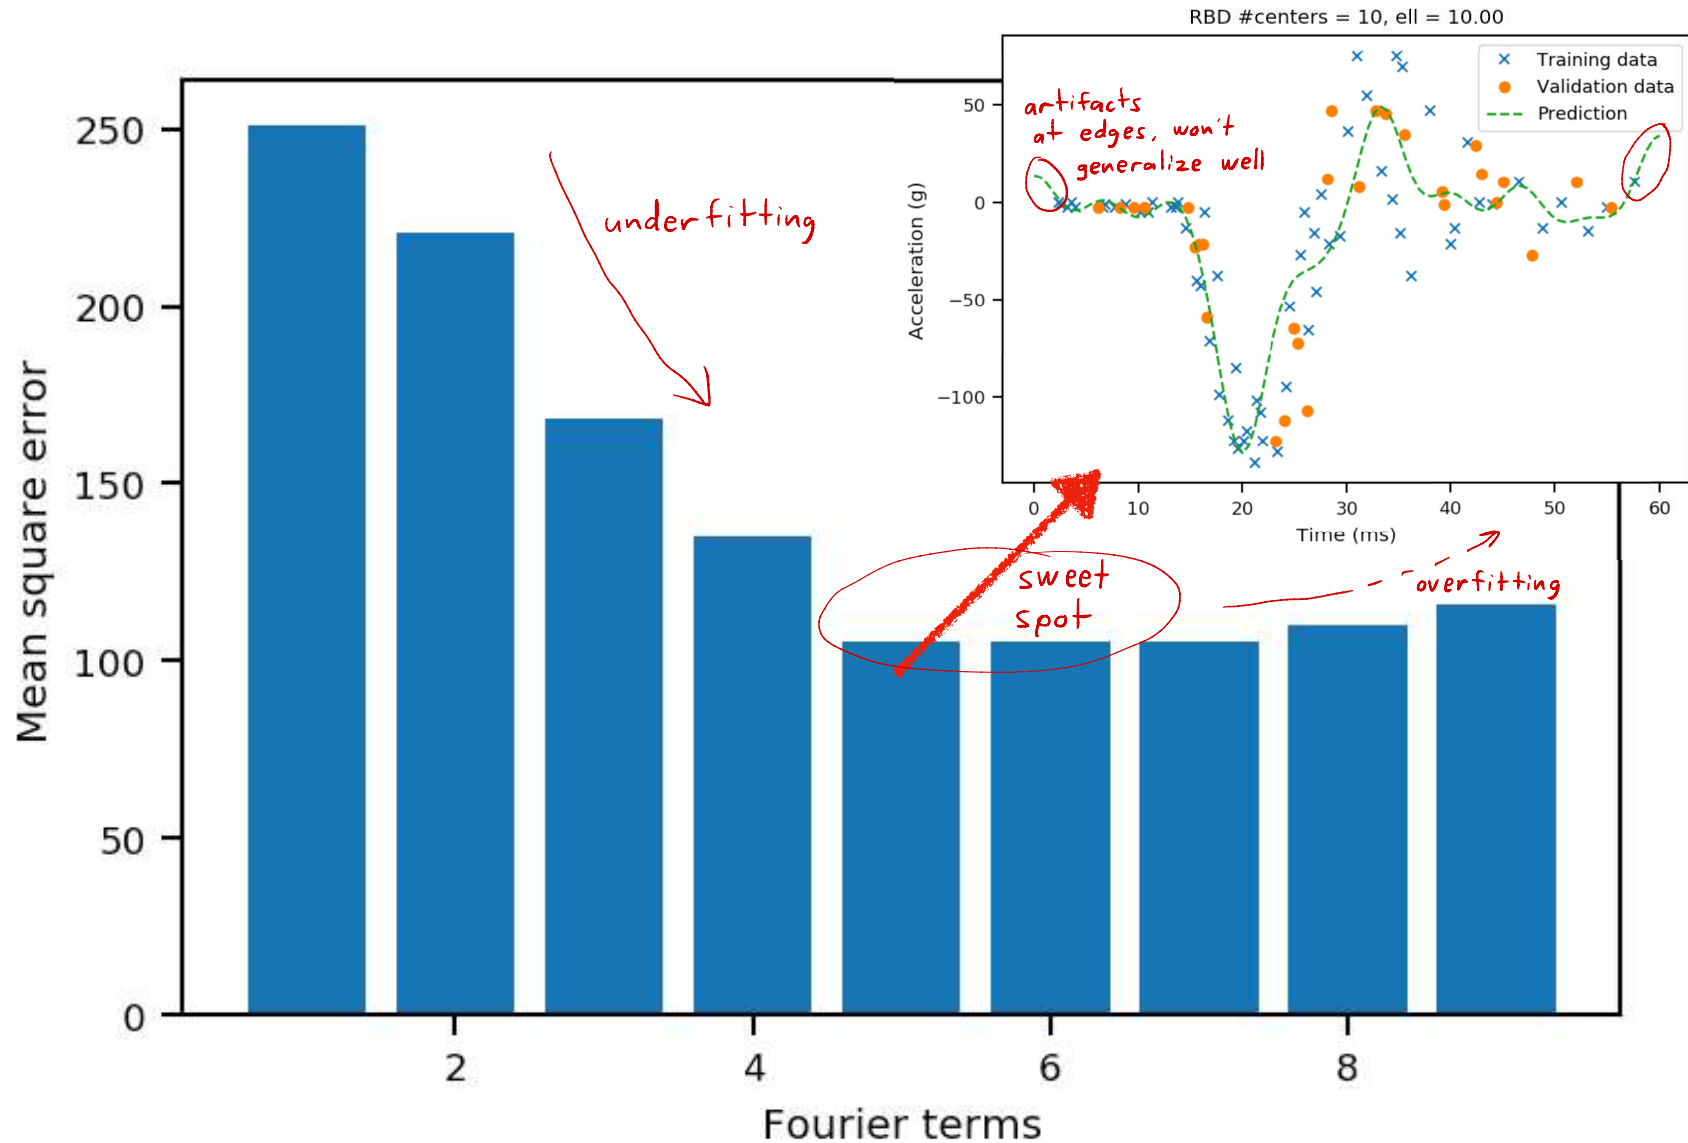 RBD #centers = 10, ell = 10.00
Training data
Validation data
Prediction
artifacts
at edges, won't
generalize well
50
0
−50
−100
Acceleration (g)
0 10 20 30 40 50 60
Time (ms)
underfitting
sweet
spot
overfitting
250
200
150
100
50
0
Mean square error
2 4 6 8
Fourier terms